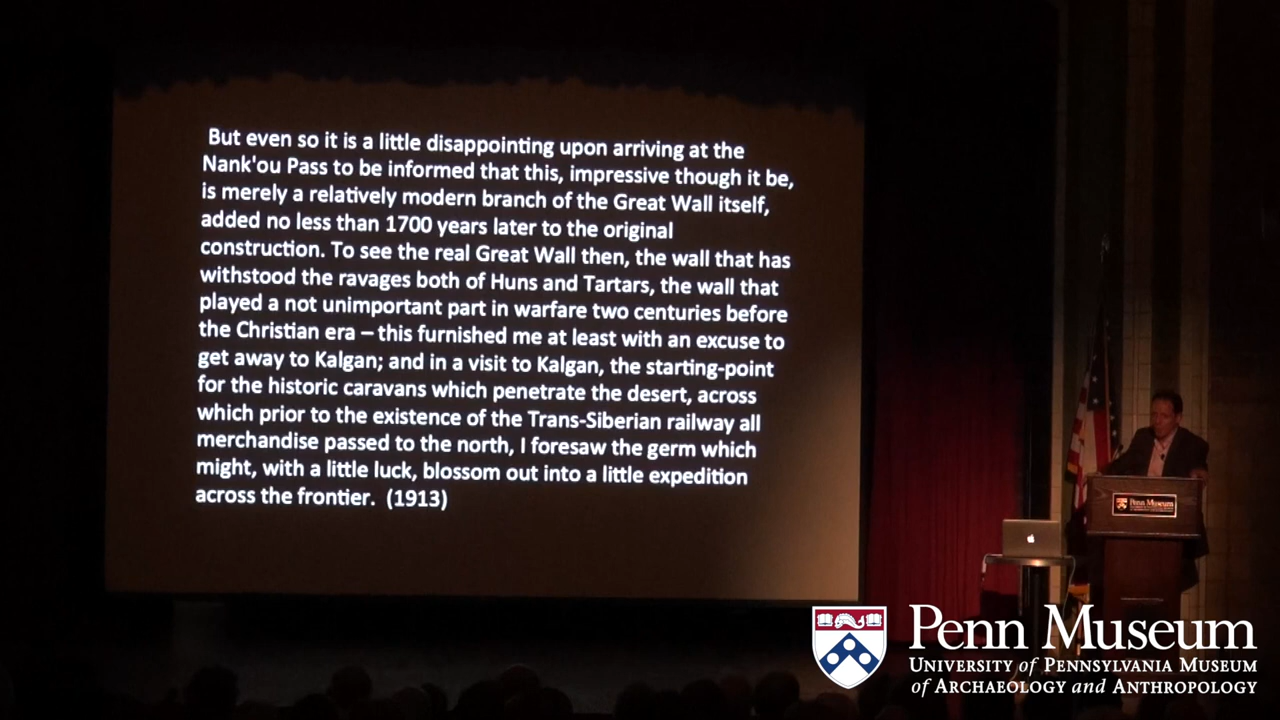 But even so it is a little disappointing upon arriving at the
Nank'ou Pass to be informed that this, impressive though it be,
is merely a relatively modern branch of the Great Wall itself,
added no less than 1700 years later to the original
construction. To see the real Great Wall then, the wall that has
withstood the ravages both of Huns and Tartars, the wall that
played a not unimportant part in warfare two centuries before
the Christian era – this furnished me at least with an excuse to
get away to Kalgan; and in a visit to Kalgan, the starting-point
for the historic caravans which penetrate the desert, across
which prior to the existence of the Trans-Siberian railway all
merchandise passed to the north, I foresaw the germ which
might, with a little luck, blossom out into a little expedition
across the frontier. (1913)
Penn Museum
Penn Museum
University of Pennsylvania Museum
of Archaeology and Anthropology